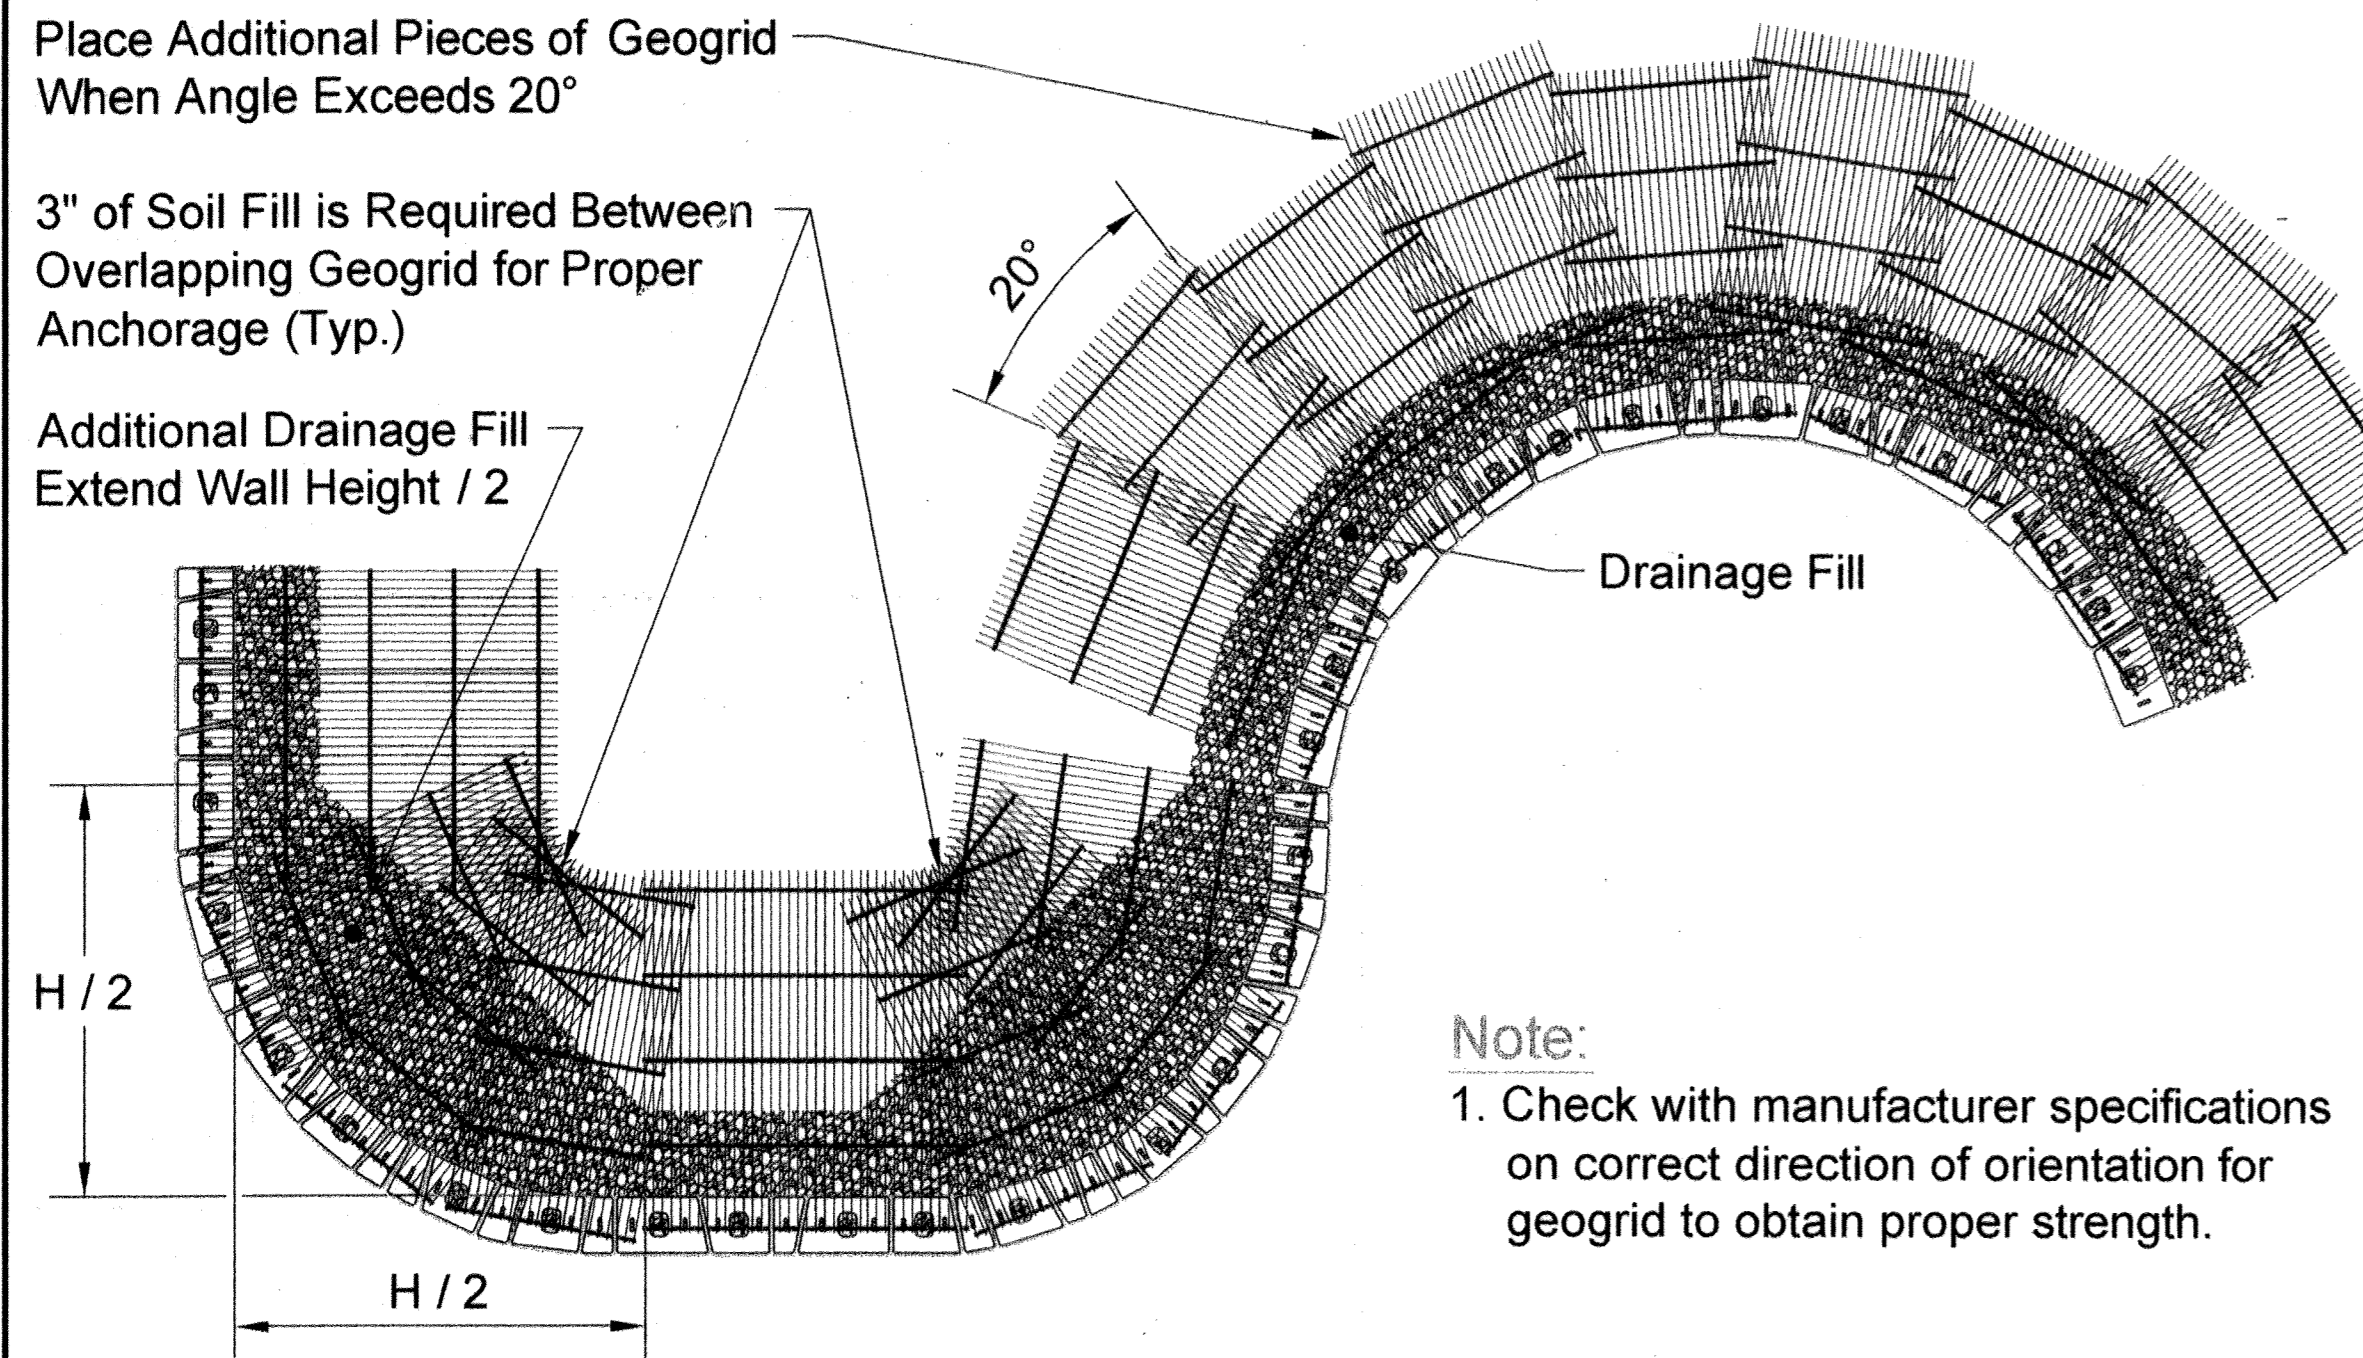 Place Additional Pieces of Geogrid
When Angle Exceeds 20°
3" of Soil Fill is Required Between
Overlapping Geogrid for Proper
Anchorage (Typ.)
Additional Drainage Fill
Extend Wall Height / 2
20°
Drainage Fill
H / 2
H / 2
Note:
1. Check with manufacturer specifications
on correct direction of orientation for
geogrid to obtain proper strength.